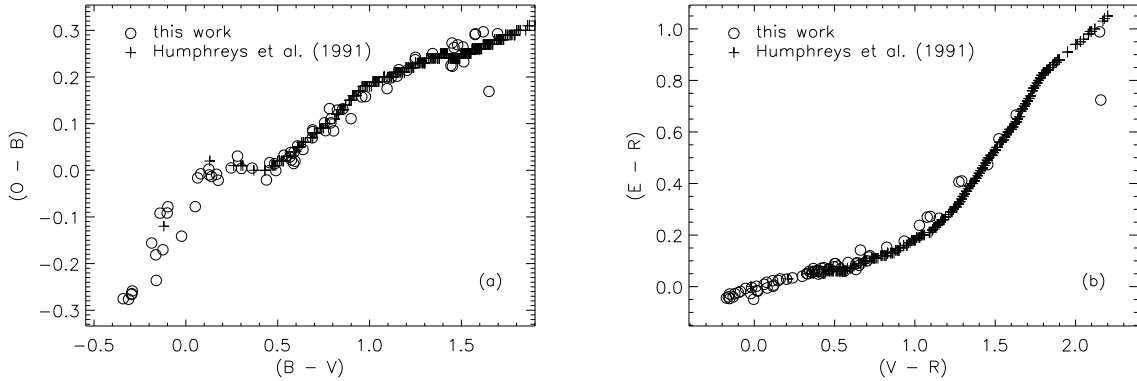 this work
Humphreys et al. (1991)
0.3
0.2
0.1
0.0
-0.1
-0.2
-0.3
(O - B)
(a)
-0.5
0.0
0.5
1.0
1.5
(B - V)
this work
Humphreys et al. (1991)
1.0
0.8
0.6
0.4
0.2
0.0
(E - R)
(b)
0.0
0.5
1.0
1.5
2.0
(V - R)